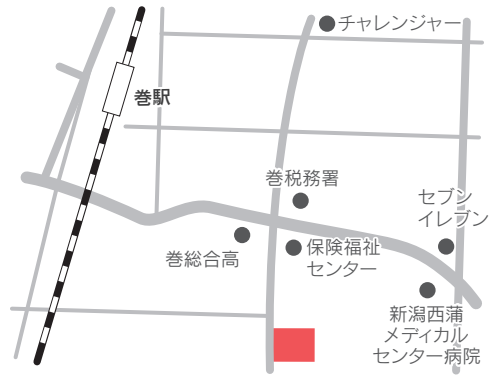 チャレンジャー
巻駅
巻税務署
セブン
イレブン
巻総合高
保険福祉
センター
新潟西蒲
メディカル
センター病院